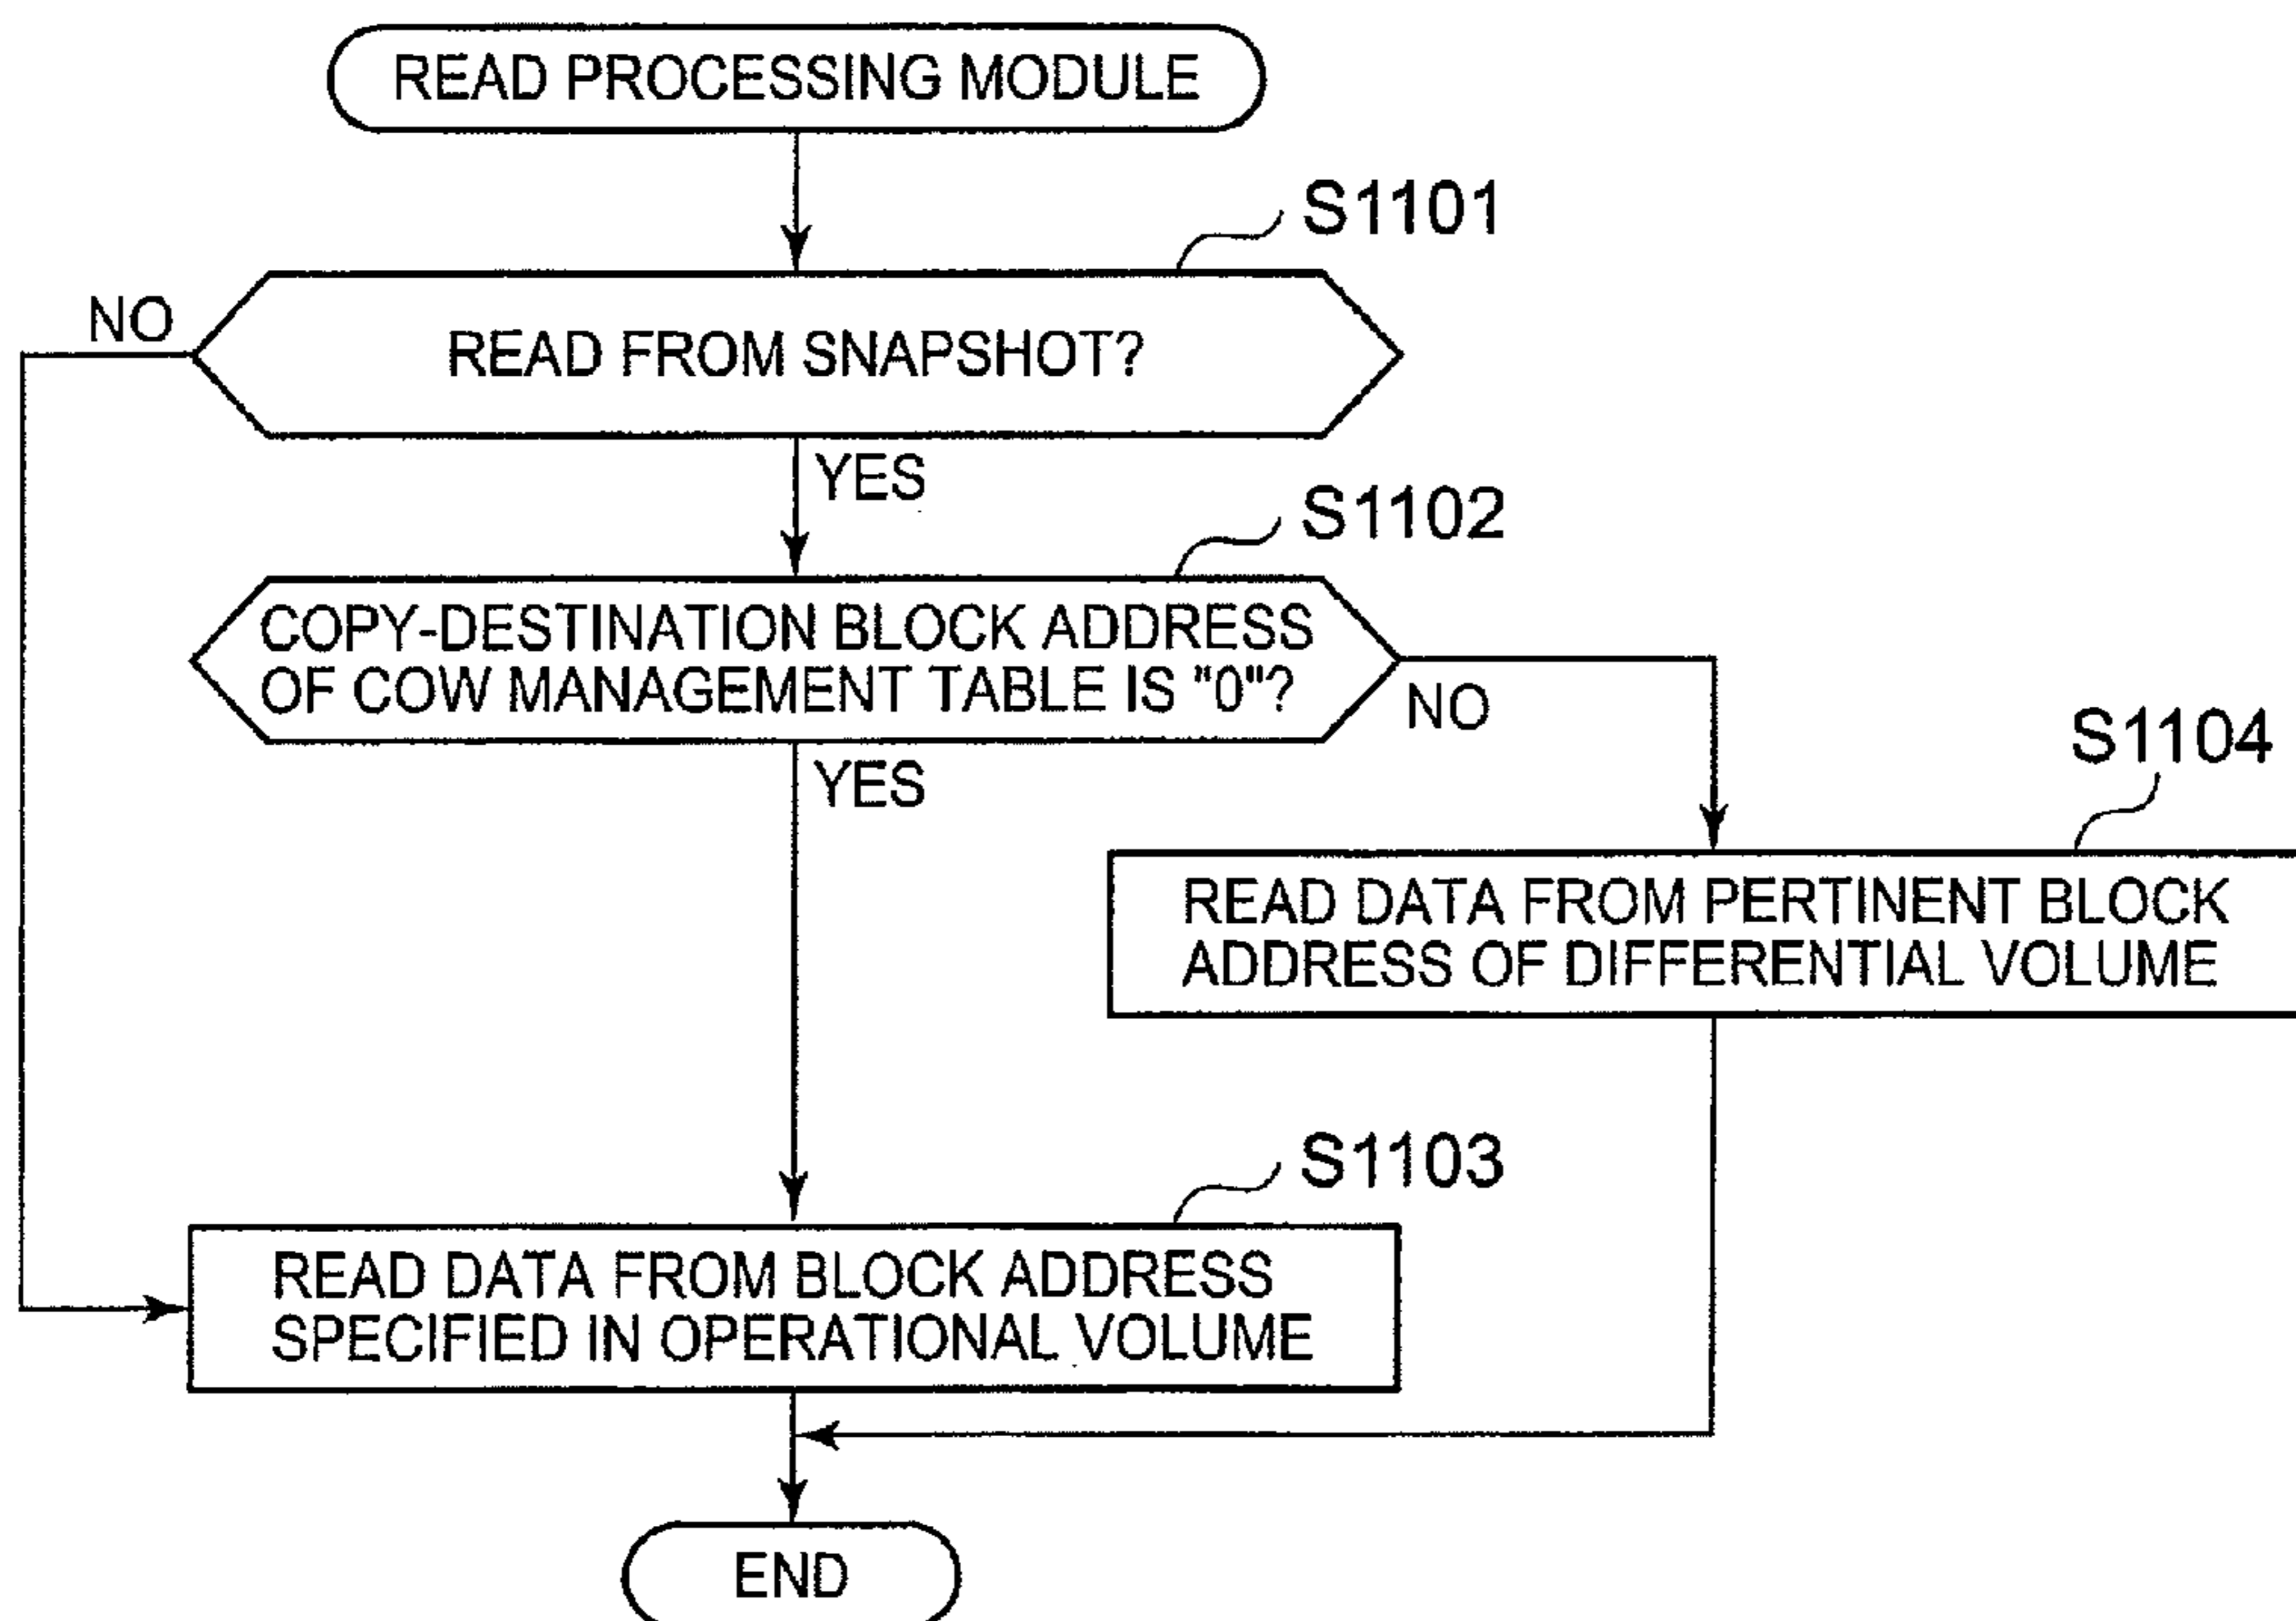 READ PROCESSING MODULE
S1101
NO
READ FROM SNAPSHOT?
YES
S1102
COPY-DESTINATION BLOCK ADDRESS
OF COW MANAGEMENT TABLE IS "0"?
NO
YES
S1104
READ DATA FROM PERTINENT BLOCK
ADDRESS OF DIFFERENTIAL VOLUME
S1103
READ DATA FROM BLOCK ADDRESS
SPECIFIED IN OPERATIONAL VOLUME
END